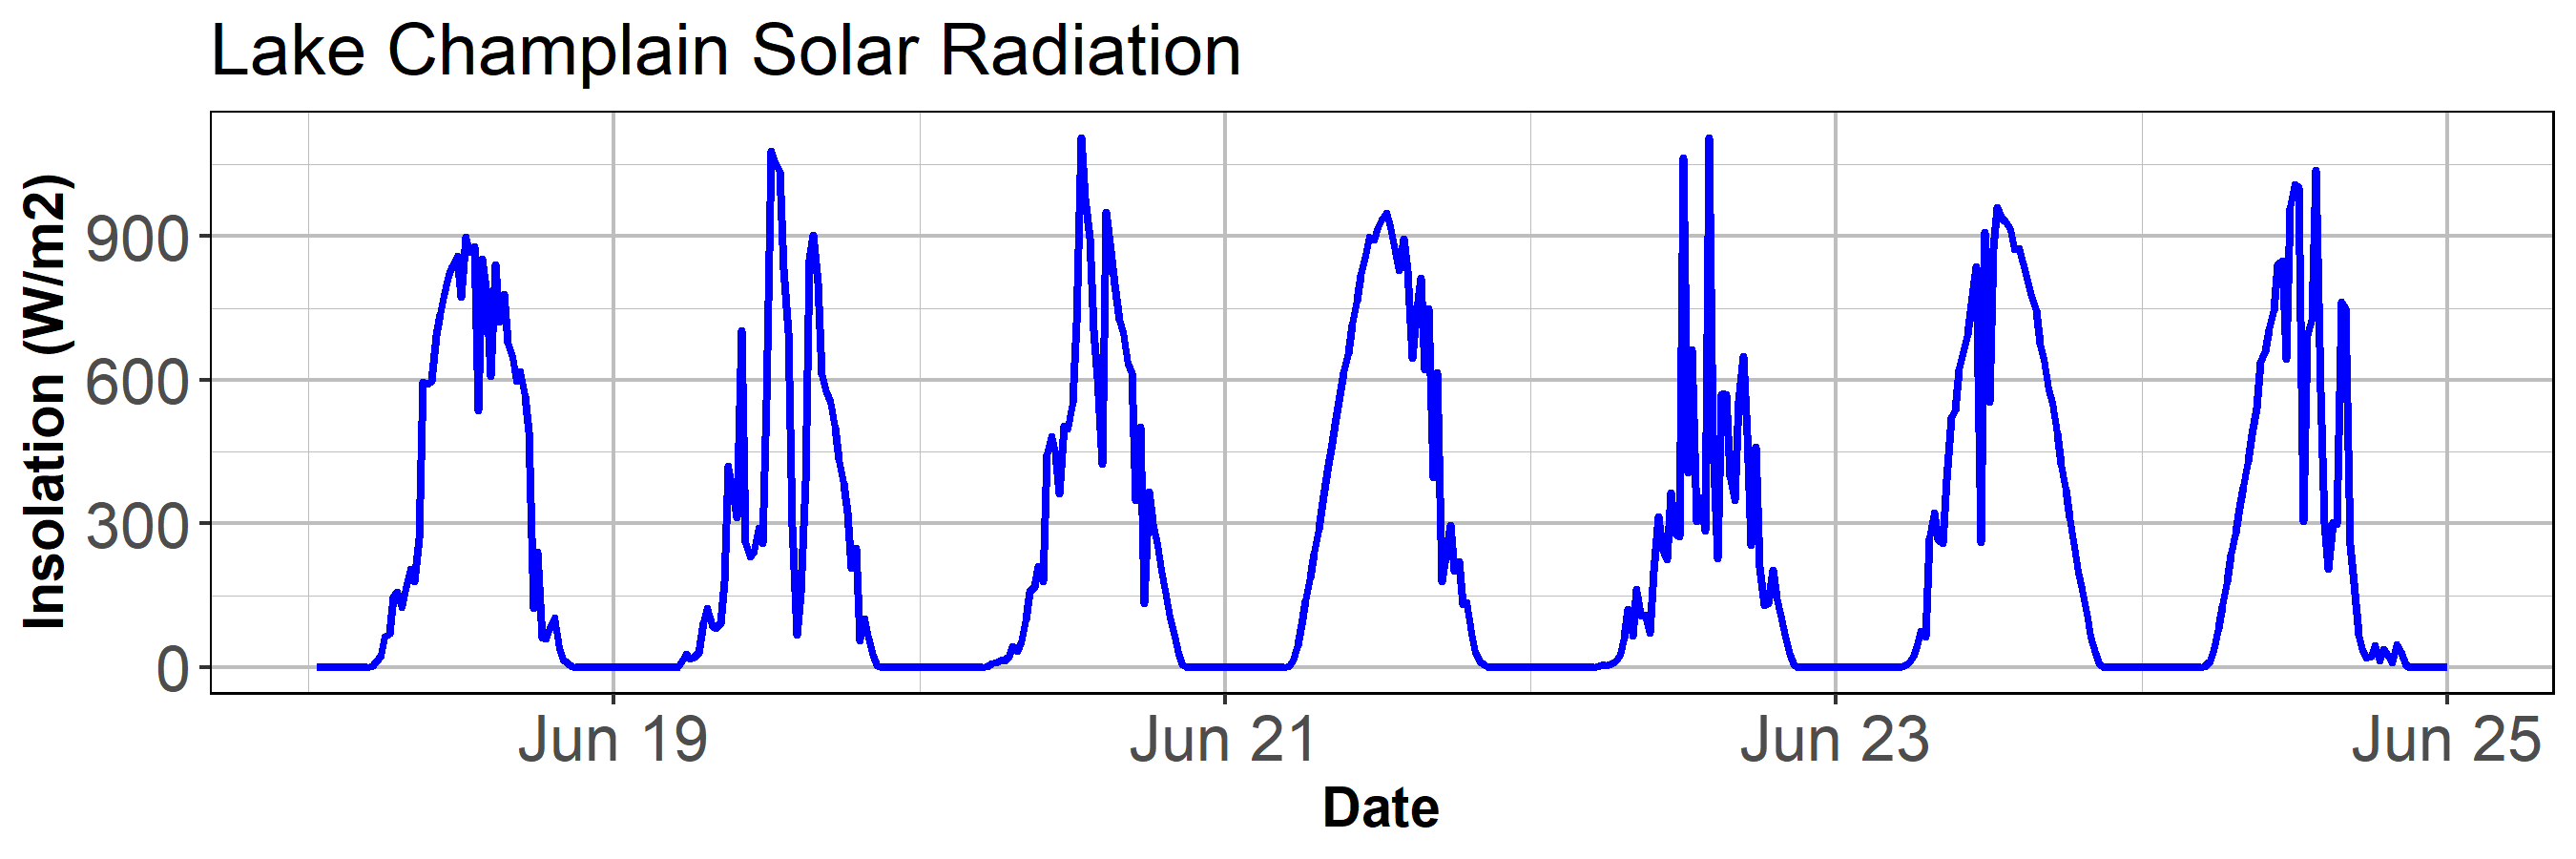 Lake Champlain Solar Radiation
Insolation (W/m2)
900
600
300
0
Jun 19
Jun 21
Jun 23
Jun 25
Date